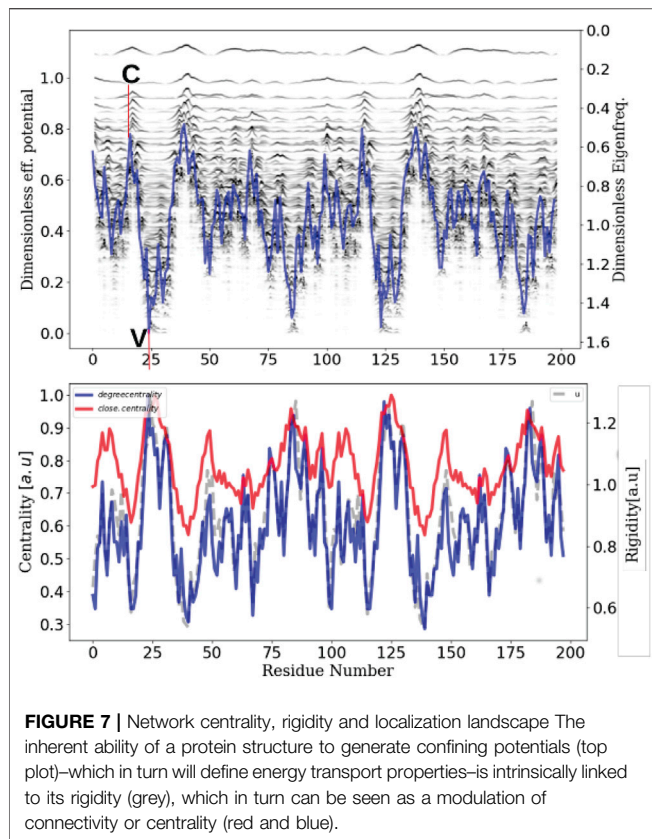 C
V
Dimensionless eff. potential
1.0
0.8
0.6
0.4
0.2
0.0
0.0
0.2
0.4
0.6
0.8
1.0
1.2
1.4
1.6
Dimensionless Eigenfreq.
0 25 50 75 100 125 150 175 200
degreecentrality
close.centrality
u
Centrality [a.u]
1.0
0.9
0.8
0.7
0.6
0.5
0.4
0.3
1.2
1.0
0.8
0.6
Rigidity[a.u]
0 25 50 75 100 125 150 175 200
Residue Number
FIGURE 7 | Network centrality, rigidity and localization landscape The
inherent ability of a protein structure to generate confining potentials (top
plot)–which in turn will define energy transport properties–is intrinsically linked
to its rigidity (grey), which in turn can be seen as a modulation of
connectivity or centrality (red and blue).